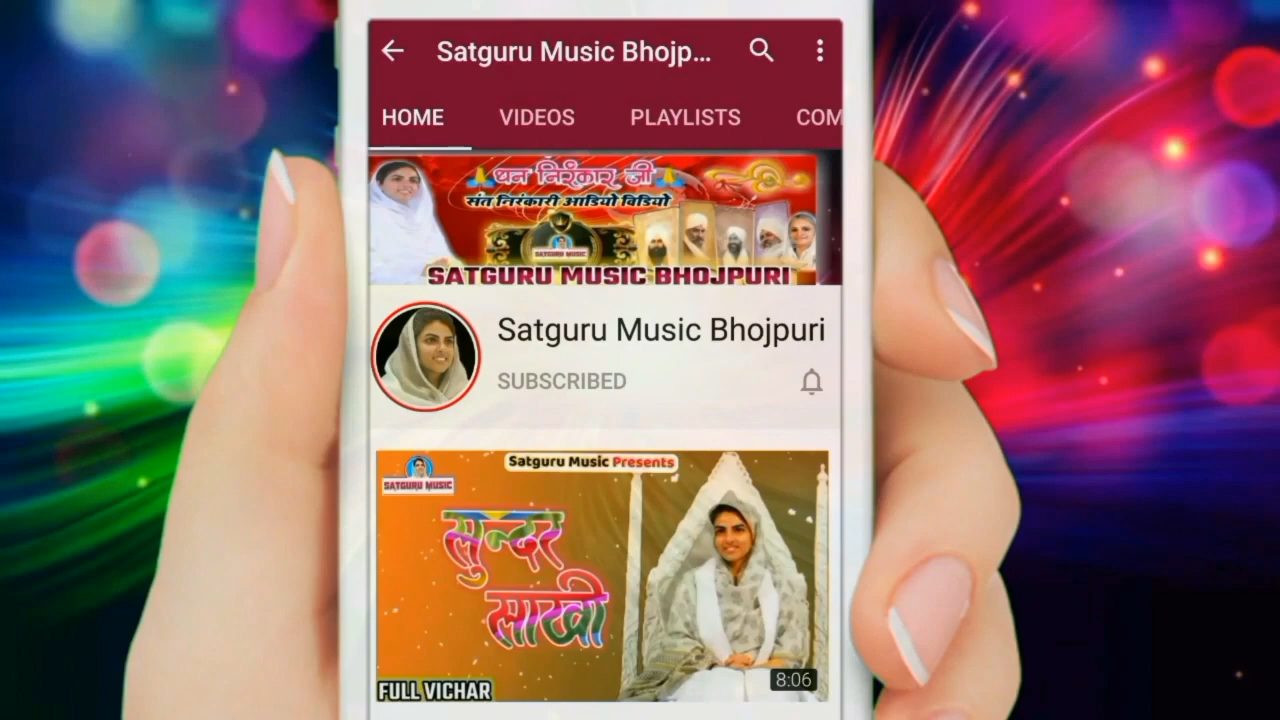 Satguru Music Bhojp...
HOME VIDEOS PLAYLISTS COM
धन निरंकार जी
संत निरंकारी आडियो विडियो
SATGURU MUSIC
SATGURU MUSIC BHOJPURI
Satguru Music Bhojpuri
SUBSCRIBED
Satguru Music Presents
SATGURU MUSIC
सुन्दर
साखी
FULL VICHAR
8:06